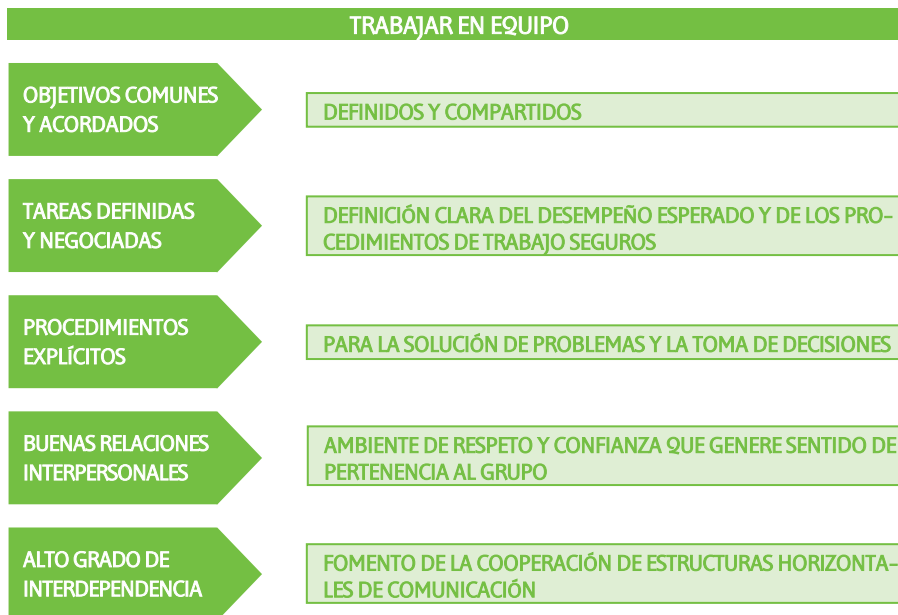 TRABAJAR EN EQUIPO
OBJETIVOS COMUNES
Y ACORDADOS
DEFINIDOS Y COMPARTIDOS
TAREAS DEFINIDAS
Y NEGOCIADAS
DEFINICIÓN CLARA DEL DESEMPEÑO ESPERADO Y DE LOS PRO-
CEDIMIENTOS DE TRABAJO SEGUROS
PROCEDIMIENTOS
EXPLÍCITOS
PARA LA SOLUCIÓN DE PROBLEMAS Y LA TOMA DE DECISIONES
BUENAS RELACIONES
INTERPERSONALES
AMBIENTE DE RESPETO Y CONFIANZA QUE GENERE SENTIDO DE
PERTENENCIA AL GRUPO
ALTO GRADO DE
INTERDEPENDENCIA
FOMENTO DE LA COOPERACIÓN DE ESTRUCTURAS HORIZONTA-
LES DE COMUNICACIÓN